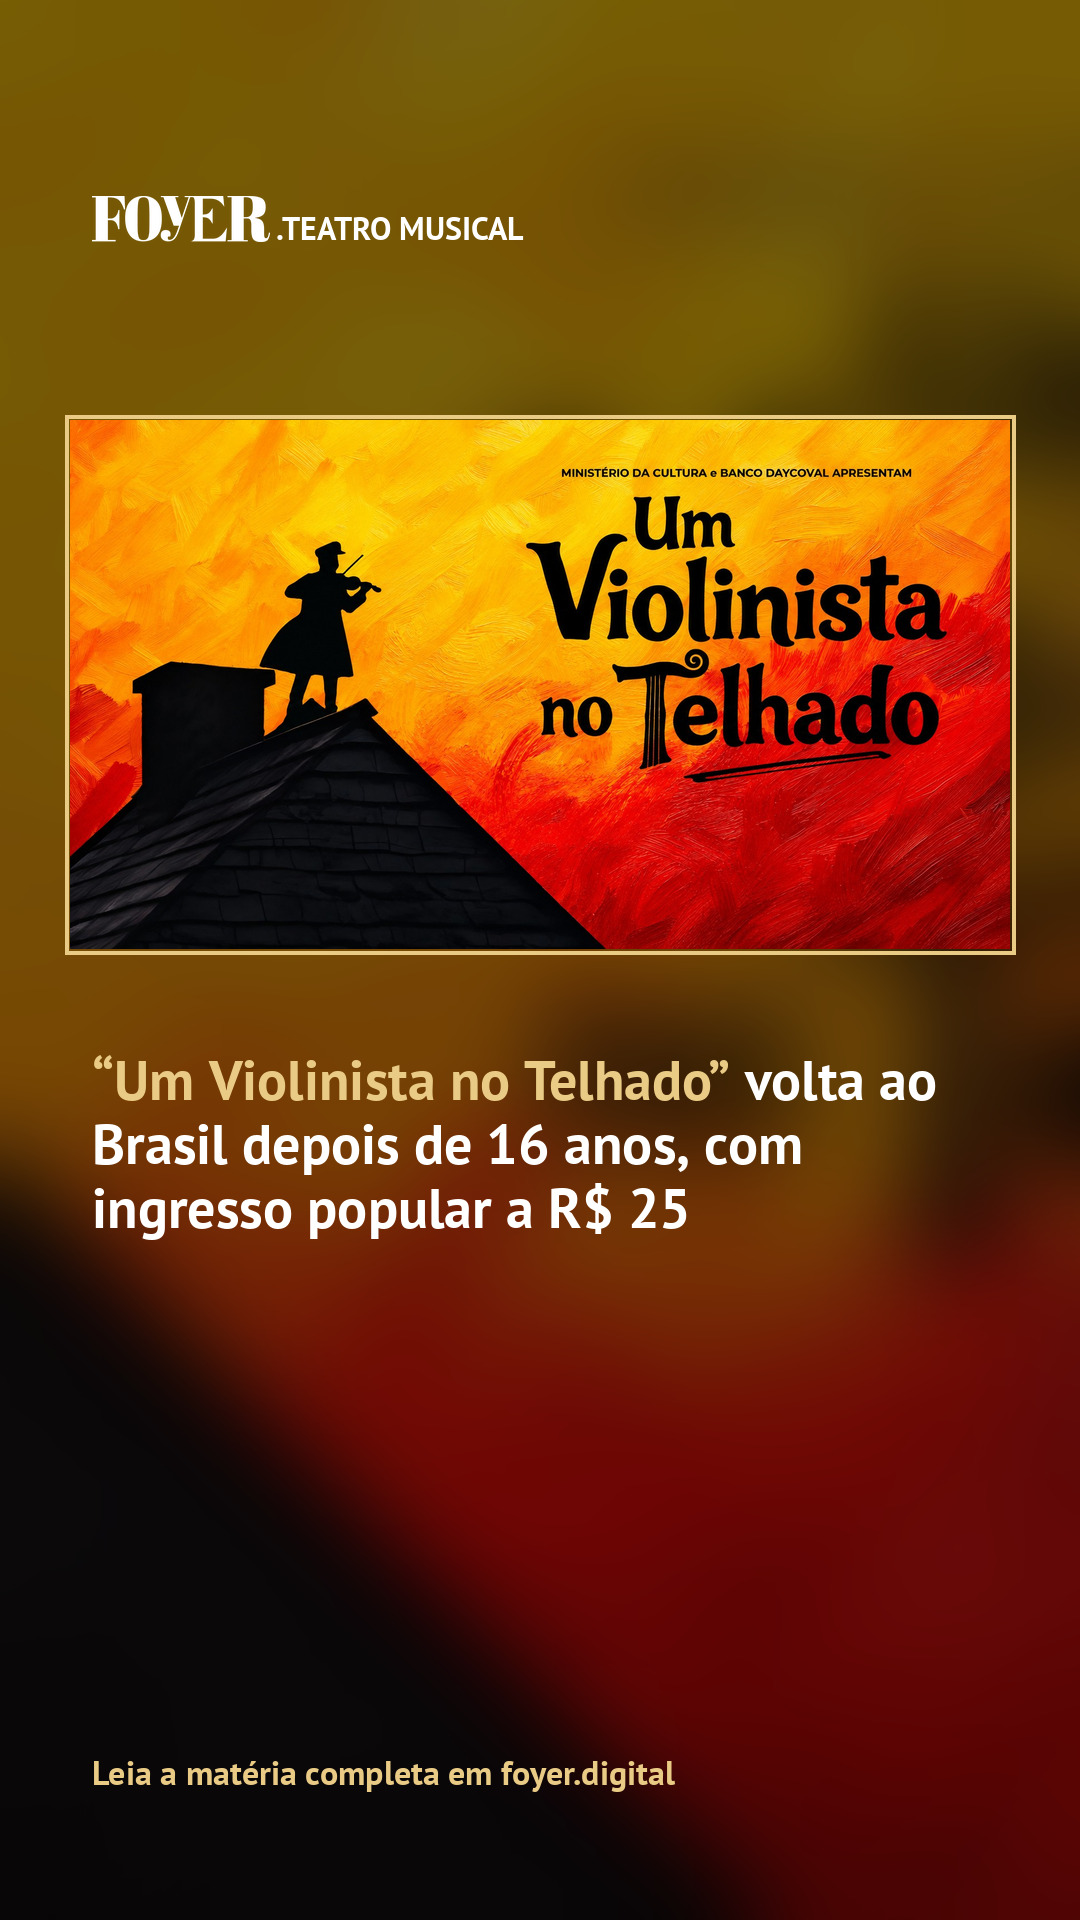 FOYER .TEATRO MUSICAL
MINISTÉRIO DA CULTURA e BANCO DAYCOVAL APRESENTAM
Um
Violinista
no Telhado
“Um Violinista no Telhado” volta ao
Brasil depois de 16 anos, com
ingresso popular a R$ 25
Leia a matéria completa em foyer.digital